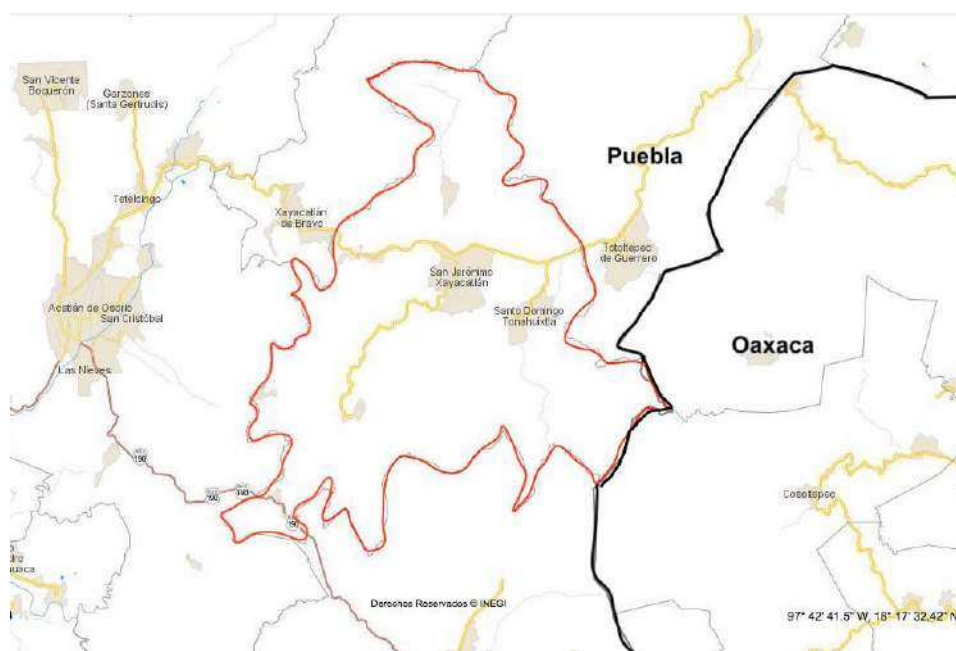 San Vicente
Boquerón
Garzones
(Santa Gertrudis)
Puebla
Tetelcingo
Xayacatlán
de Bravo
Totoltepec
de Guerrero
San Jerónimo
Xayacatlán
Santo Domingo
Tonahuixtla
Acatlán de Osorio
San Cristóbal
Oaxaca
Las Nieves
190
190
190
190
Cosoltepec
Derechos Reservados © INEGI
97° 42' 41.5" W, 18° 17' 32.42" N